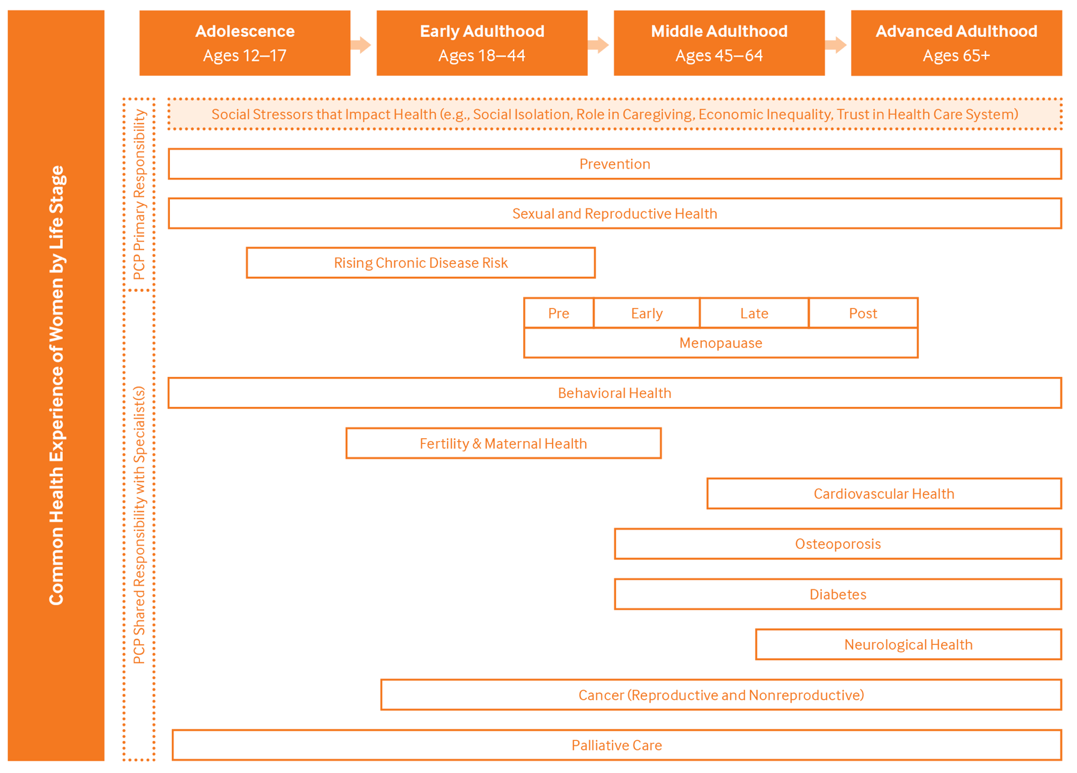 Common Health Experience of Women by Life Stage
Adolescence
Ages 12–17
Early Adulthood
Ages 18–44
Middle Adulthood
Ages 45–64
Advanced Adulthood
Ages 65+
PCP Primary Responsibility
Social Stressors that Impact Health (e.g., Social Isolation, Role in Caregiving, Economic Inequality, Trust in Health Care System)
Prevention
Sexual and Reproductive Health
Rising Chronic Disease Risk
PCP Shared Responsibility with Specialist(s)
Pre
Early
Late
Post
Menopauase
Behavioral Health
Fertility & Maternal Health
Cardiovascular Health
Osteoporosis
Diabetes
Neurological Health
Cancer (Reproductive and Nonreproductive)
Palliative Care